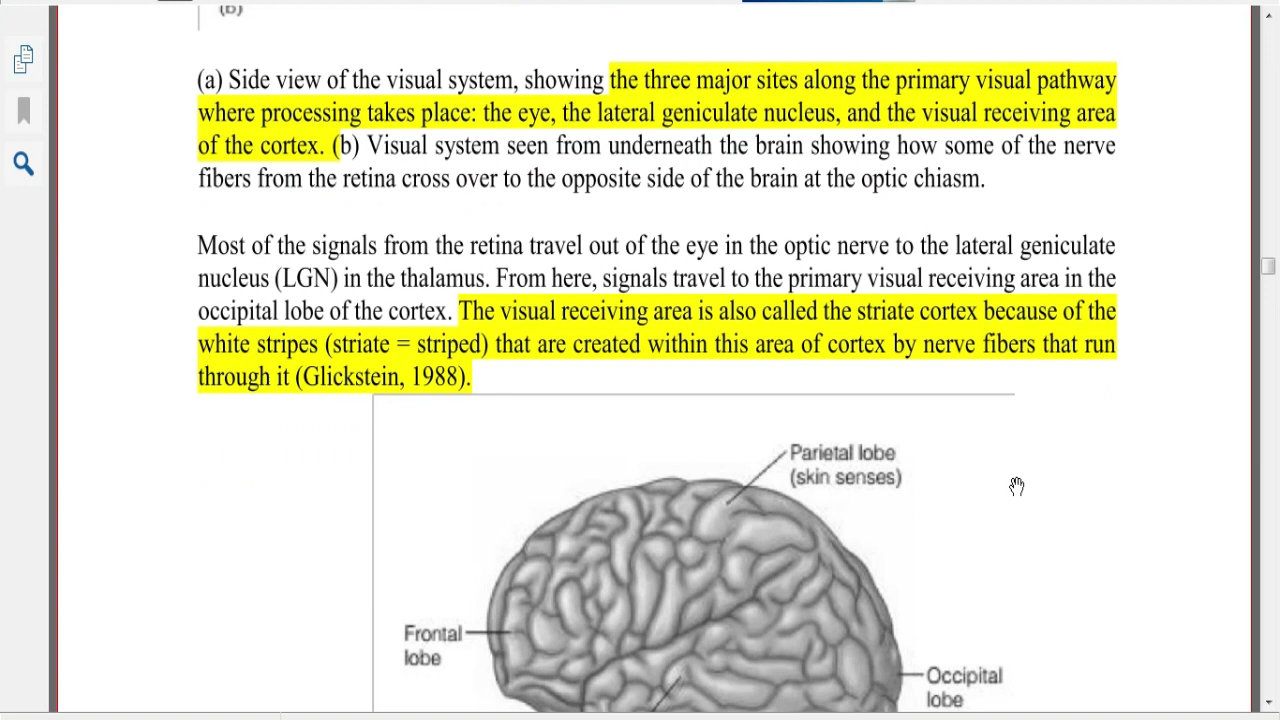 (b)
(a) Side view of the visual system, showing the three major sites along the primary visual pathway
where processing takes place: the eye, the lateral geniculate nucleus, and the visual receiving area
of the cortex. (b) Visual system seen from underneath the brain showing how some of the nerve
fibers from the retina cross over to the opposite side of the brain at the optic chiasm.
Most of the signals from the retina travel out of the eye in the optic nerve to the lateral geniculate
nucleus (LGN) in the thalamus. From here, signals travel to the primary visual receiving area in the
occipital lobe of the cortex. The visual receiving area is also called the striate cortex because of the
white stripes (striate = striped) that are created within this area of cortex by nerve fibers that run
through it (Glickstein, 1988).
Parietal lobe
(skin senses)
Frontal
lobe
Occipital
lobe